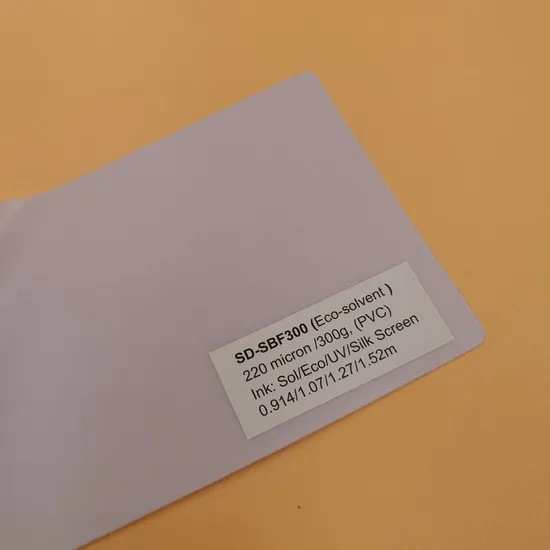 SD-SBF300 (Eco-solvent )
220 micron /300g, (PVC)
Ink: Sol/Eco/UV/Silk Screen
0.914/1.07/1.27/1.52m